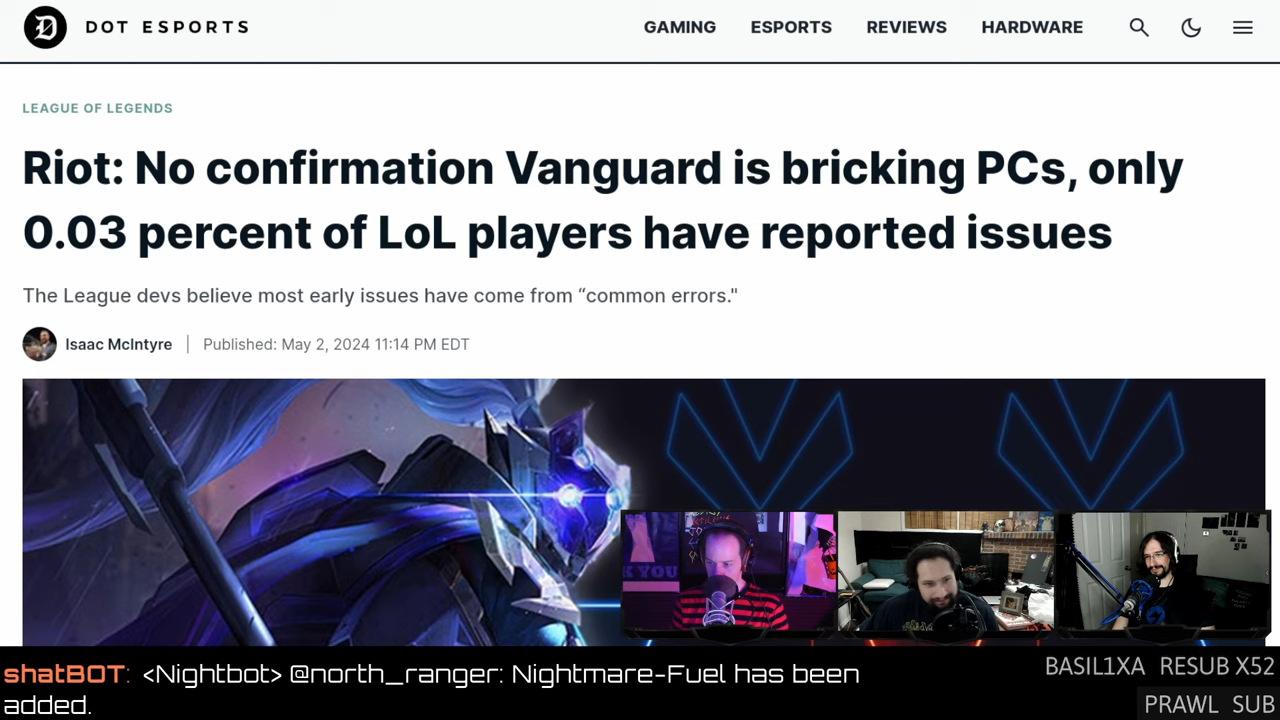 DOT ESPORTS
GAMING ESPORTS REVIEWS HARDWARE
LEAGUE OF LEGENDS
Riot: No confirmation Vanguard is bricking PCs, only
0.03 percent of LoL players have reported issues
The League devs believe most early issues have come from “common errors."
Isaac McIntyre | Published: May 2, 2024 11:14 PM EDT
K YOU
shatBOT: <Nightbot> @north_ranger: Nightmare-Fuel has been
added.
BASIL1XA RESUB X52
PRAWL SUB